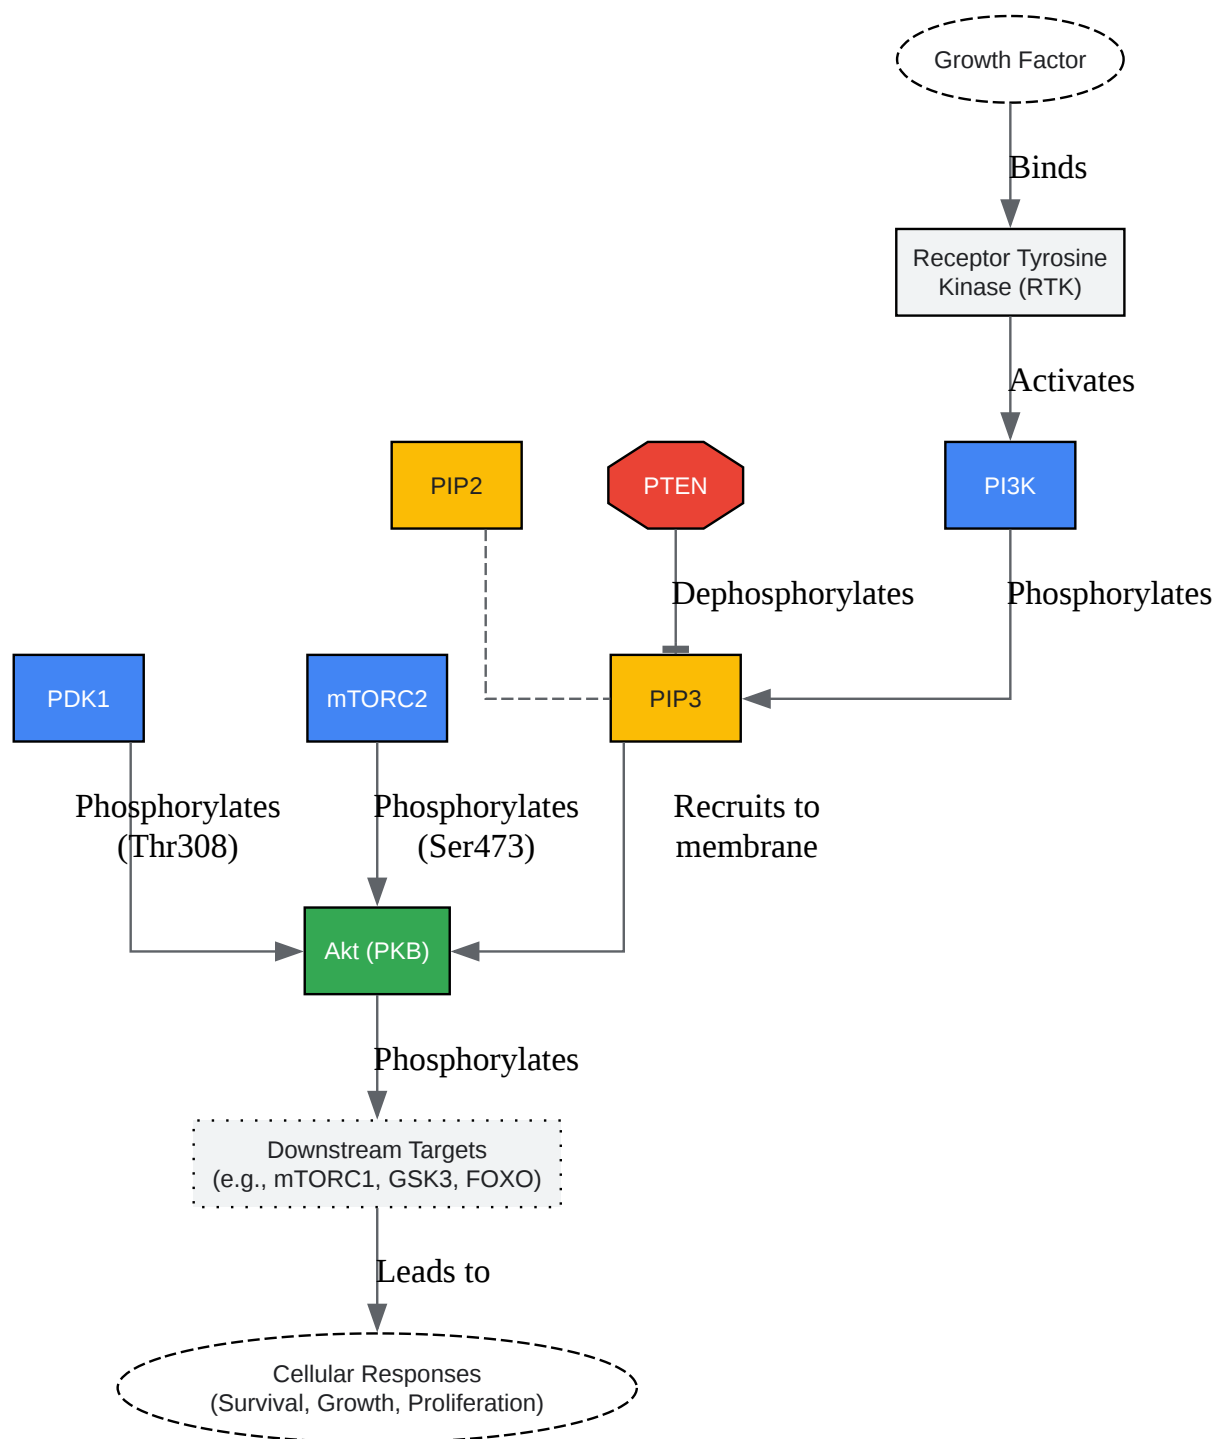 Growth Factor
Binds
Receptor Tyrosine
Kinase (RTK)
Activates
PIP2
PTEN
PI3K
Dephosphorylates
Phosphorylates
PDK1
mTORC2
PIP3
Phosphorylates
(Thr308)
Phosphorylates
(Ser473)
Recruits to
membrane
Akt (PKB)
Phosphorylates
Downstream Targets
(e.g., mTORC1, GSK3, FOXO)
Leads to
Cellular Responses
(Survival, Growth, Proliferation)